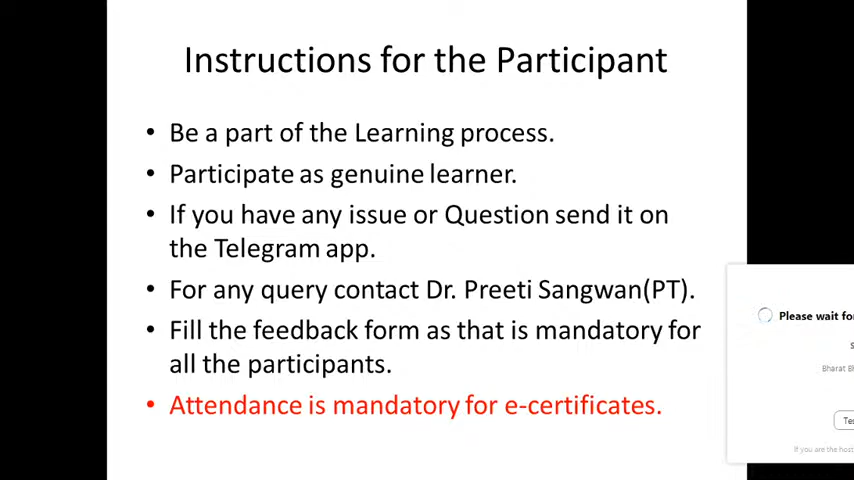 Instructions for the Participant
• Be a part of the Learning process.
• Participate as genuine learner.
• If you have any issue or Question send it on
the Telegram app.
• For any query contact Dr. Preeti Sangwan(PT).
• Fill the feedback form as that is mandatory for
all the participants.
• Attendance is mandatory for e-certificates.
Please wait fo
Bharat B
Te
If you are the host